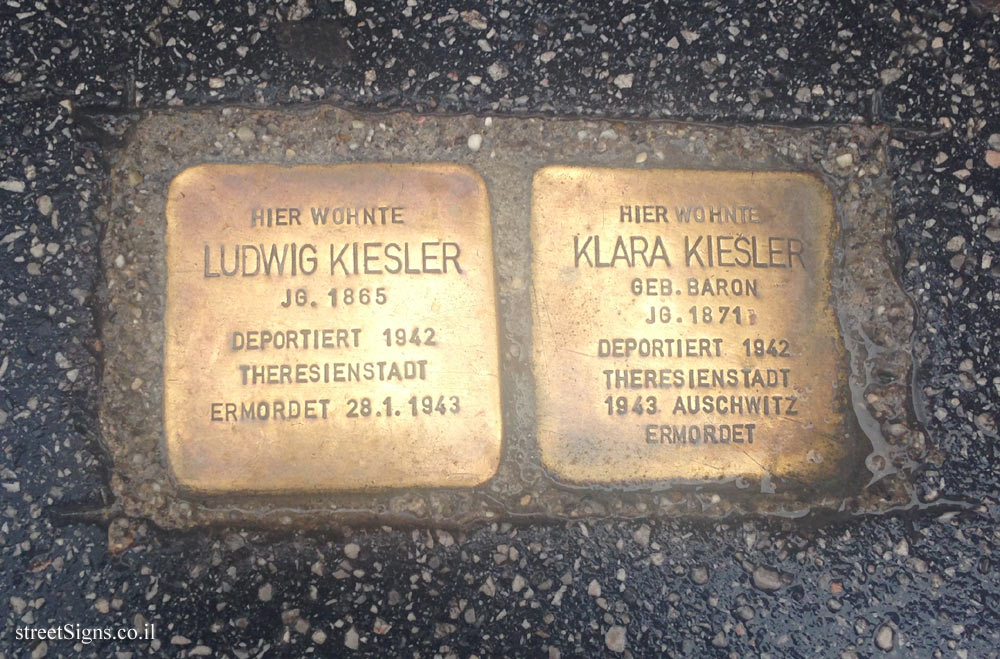 HIER WOHNTE
LUDWIG KIESLER
JG. 1865
DEPORTIERT 1942
THERESIENSTADT
ERMORDET 28.1.1943
HIER WOHNTE
KLARA KIESLER
GEB. BARON
JG. 1871
DEPORTIERT 1942
THERESIENSTADT
1943 AUSCHWITZ
ERMORDET
streetSigns.co.il